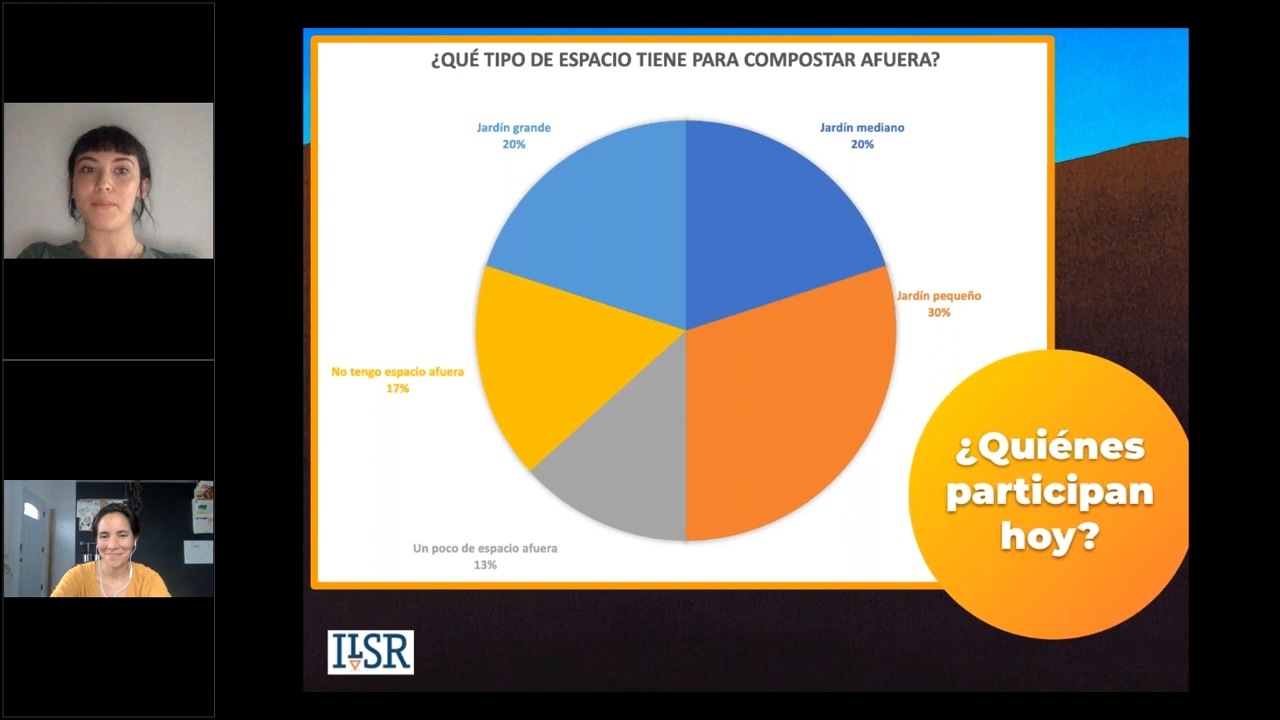 ¿QUÉ TIPO DE ESPACIO TIENE PARA COMPOSTAR AFUERA?
Jardín grande
20%
Jardín mediano
20%
Jardín pequeño
30%
No tengo espacio afuera
17%
Un poco de espacio afuera
13%
¿Quiénes
participan
hoy?
ILSR